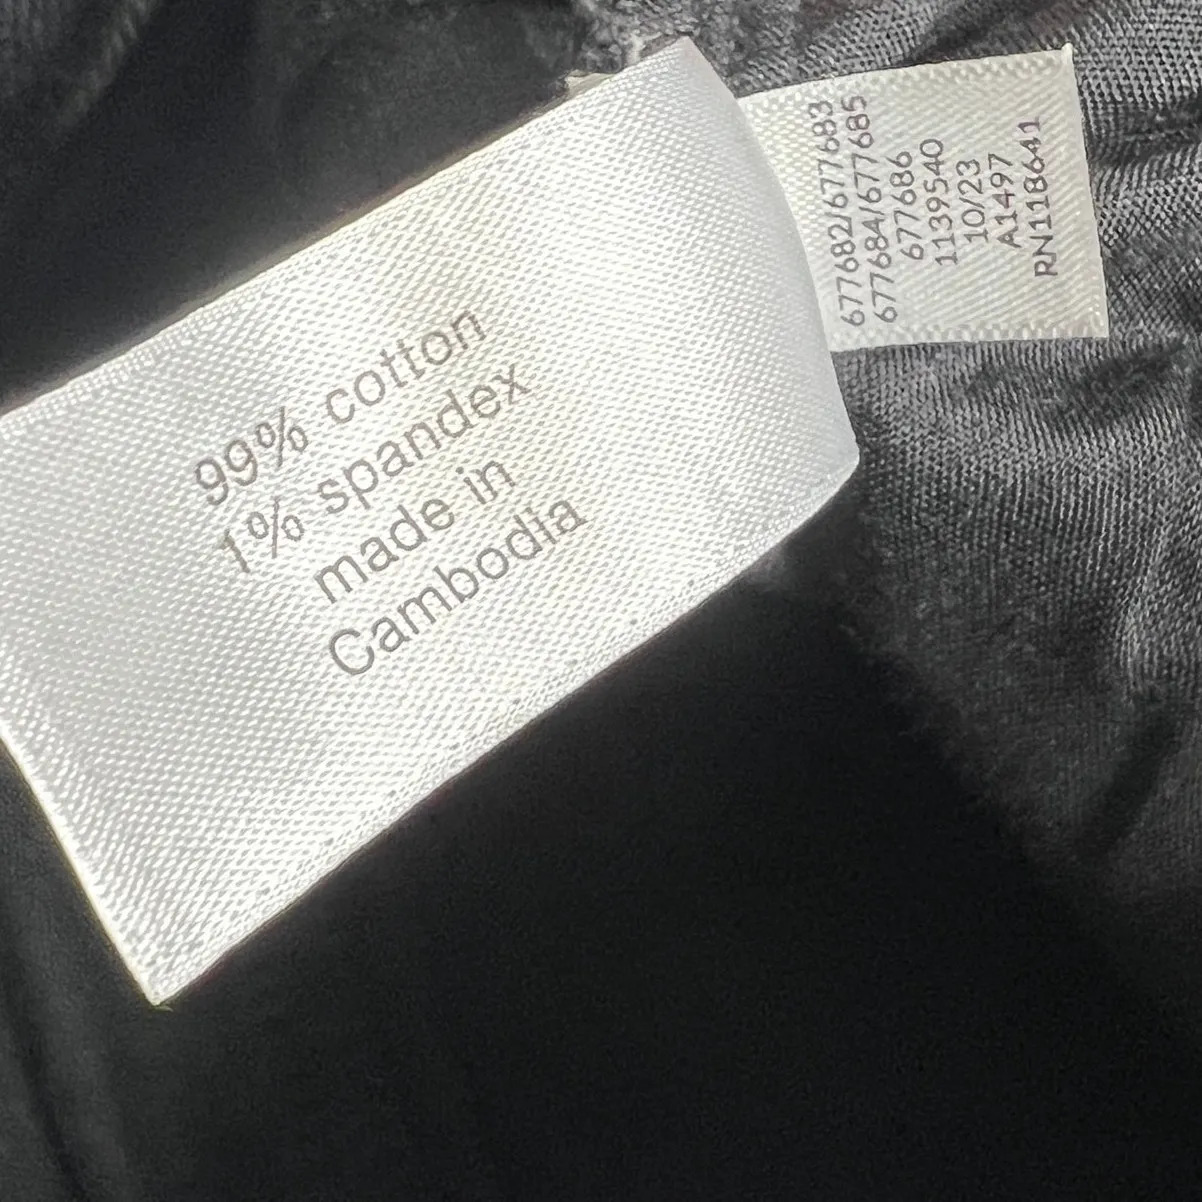 99% cotton
1% spandex
made in
Cambodia
677682/677683
677684/677685
677686
1139540
10/23
A1497
RN118641